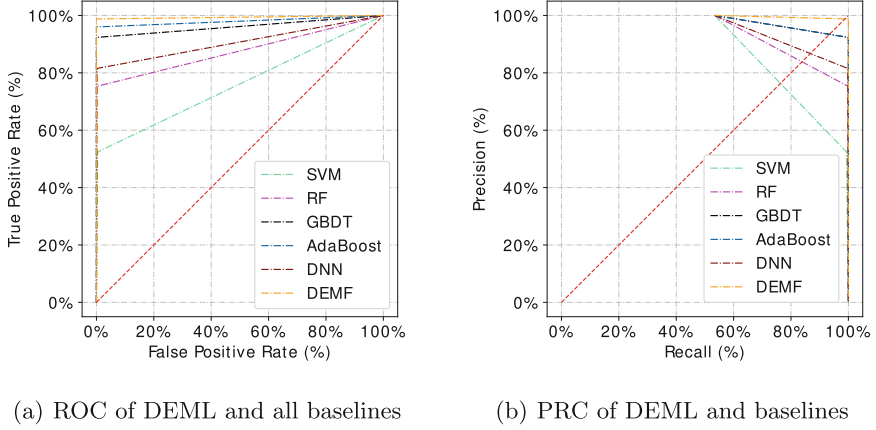 100%
80%
60%
40%
20%
0%
True Positive Rate (%)
SVM
RF
GBDT
AdaBoost
DNN
DEMF
0% 20% 40% 60% 80% 100%
False Positive Rate (%)
(a) ROC of DEML and all baselines
100%
80%
60%
40%
20%
0%
Precision (%)
SVM
RF
GBDT
AdaBoost
DNN
DEMF
0% 20% 40% 60% 80% 100%
Recall (%)
(b) PRC of DEML and baselines